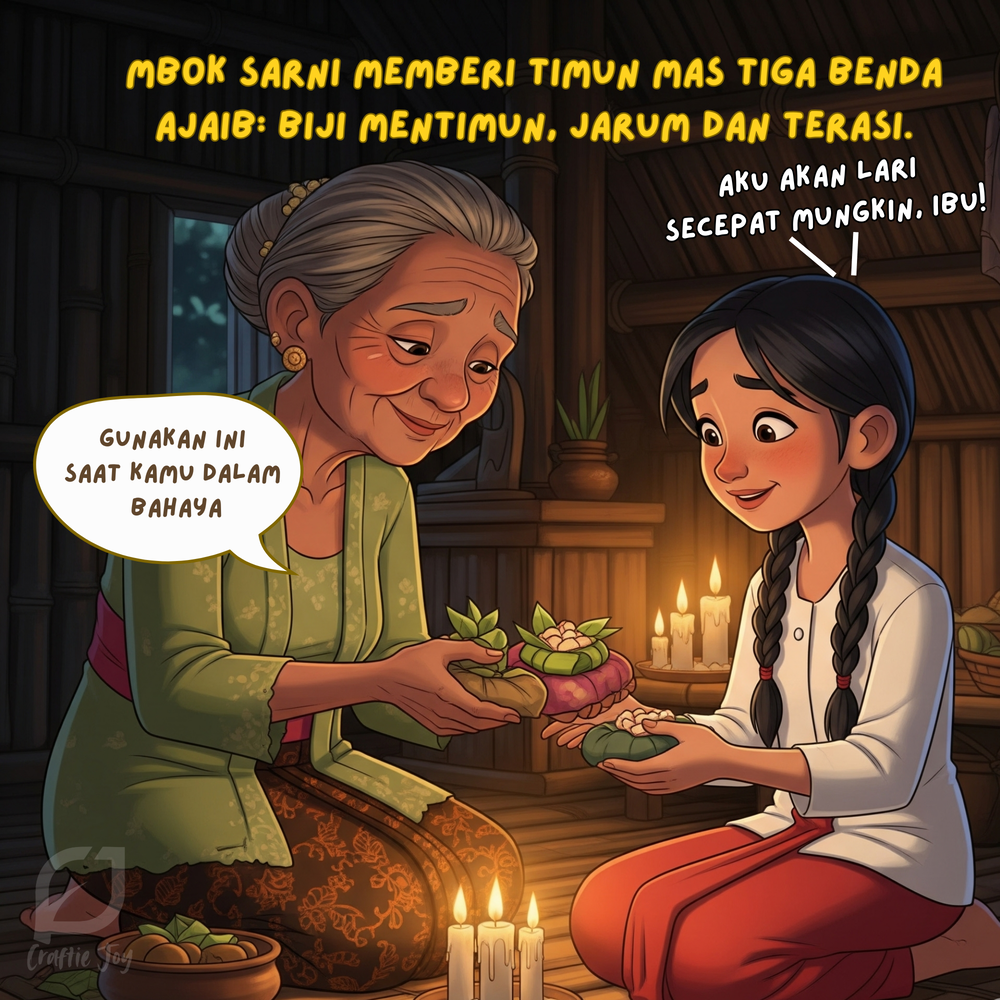 MBOK SARNI MEMBERI TIMUN MAS TIGA BENDA
AJAIB: BIJI MENTIMUN, JARUM DAN TERASI.
AKU AKAN LARI
SECEPAT MUNGKIN, IBU!
GUNAKAN INI
SAAT KAMU DALAM
BAHAYA
Craftie Joy